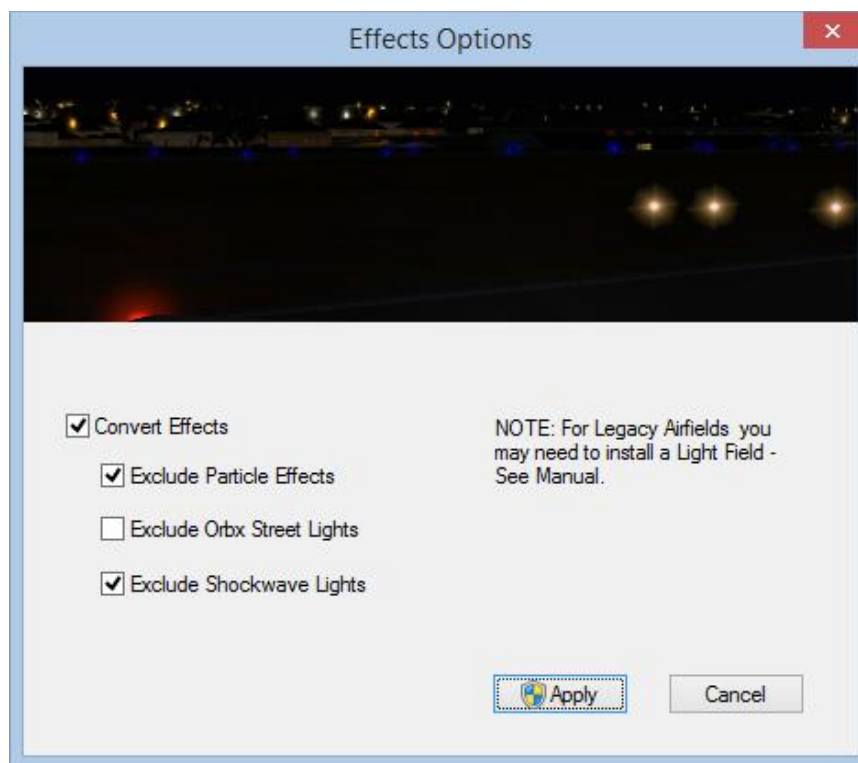 Effects Options
Convert Effects
Exclude Particle Effects
Exclude Orbx Street Lights
Exclude Shockwave Lights
NOTE: For Legacy Airfields you
may need to install a Light Field -
See Manual.
Apply
Cancel